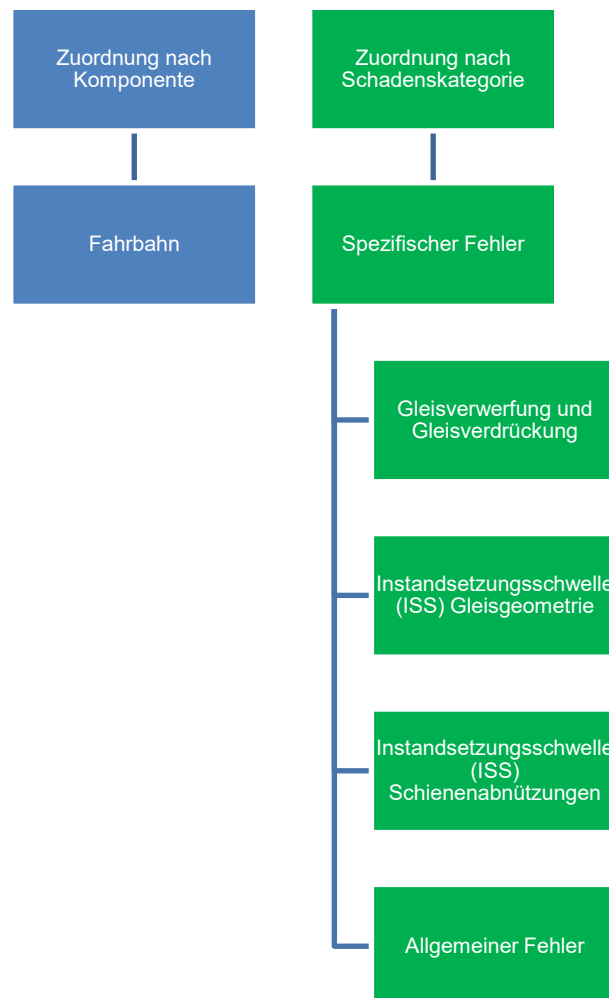 Zuordnung nach
Komponente
Zuordnung nach
Schadenskategorie
Fahrbahn
Spezifischer Fehler
Gleisverwerfung und
Gleisverdrückung
Instandsetzungsschwelle
(ISS) Gleisgeometrie
Instandsetzungsschwelle
(ISS)
Schienenabnützungen
Allgemeiner Fehler